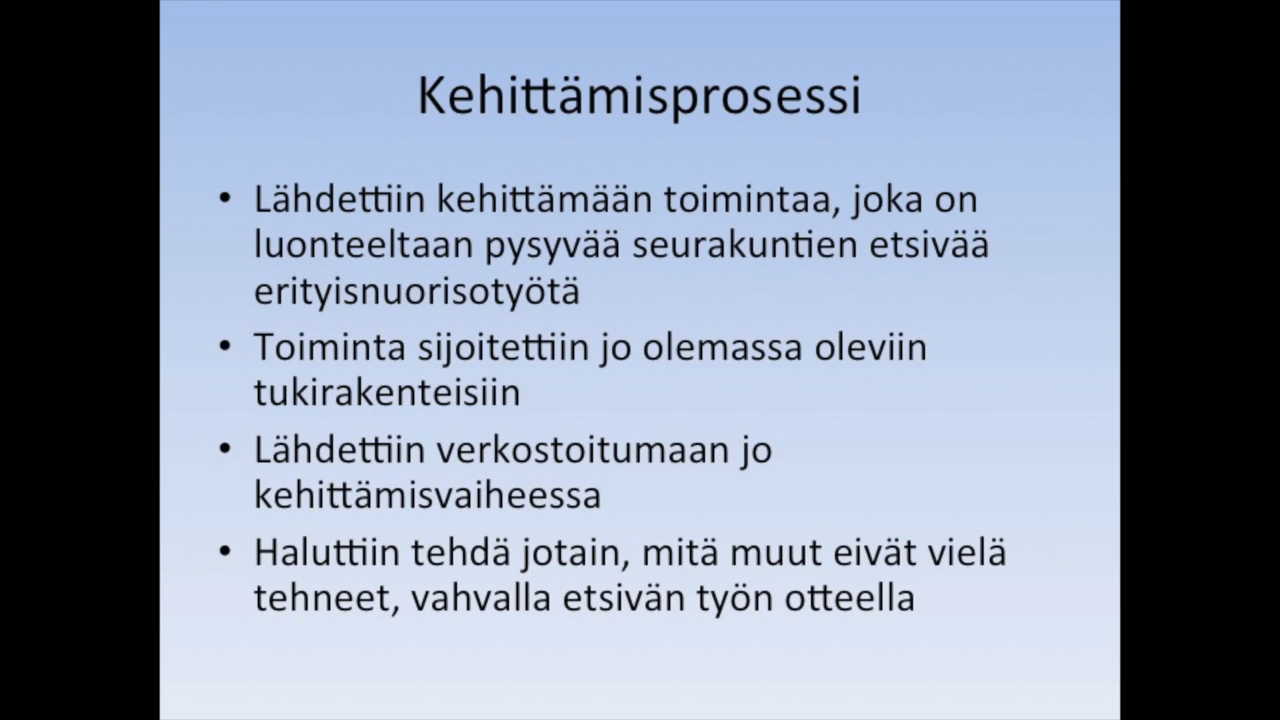 Kehittämisprosessi
• Lähdettiin kehittämään toimintaa, joka on
luonteeltaan pysyvää seurakuntien etsivää
erityisnuorisotyötä
• Toiminta sijoitettiin jo olemassa oleviin
tukirakenteisiin
• Lähdettiin verkostoitumaan jo
kehittämisvaiheessa
• Haluttiin tehdä jotain, mitä muut eivät vielä
tehneet, vahvalla etsivän työn otteella